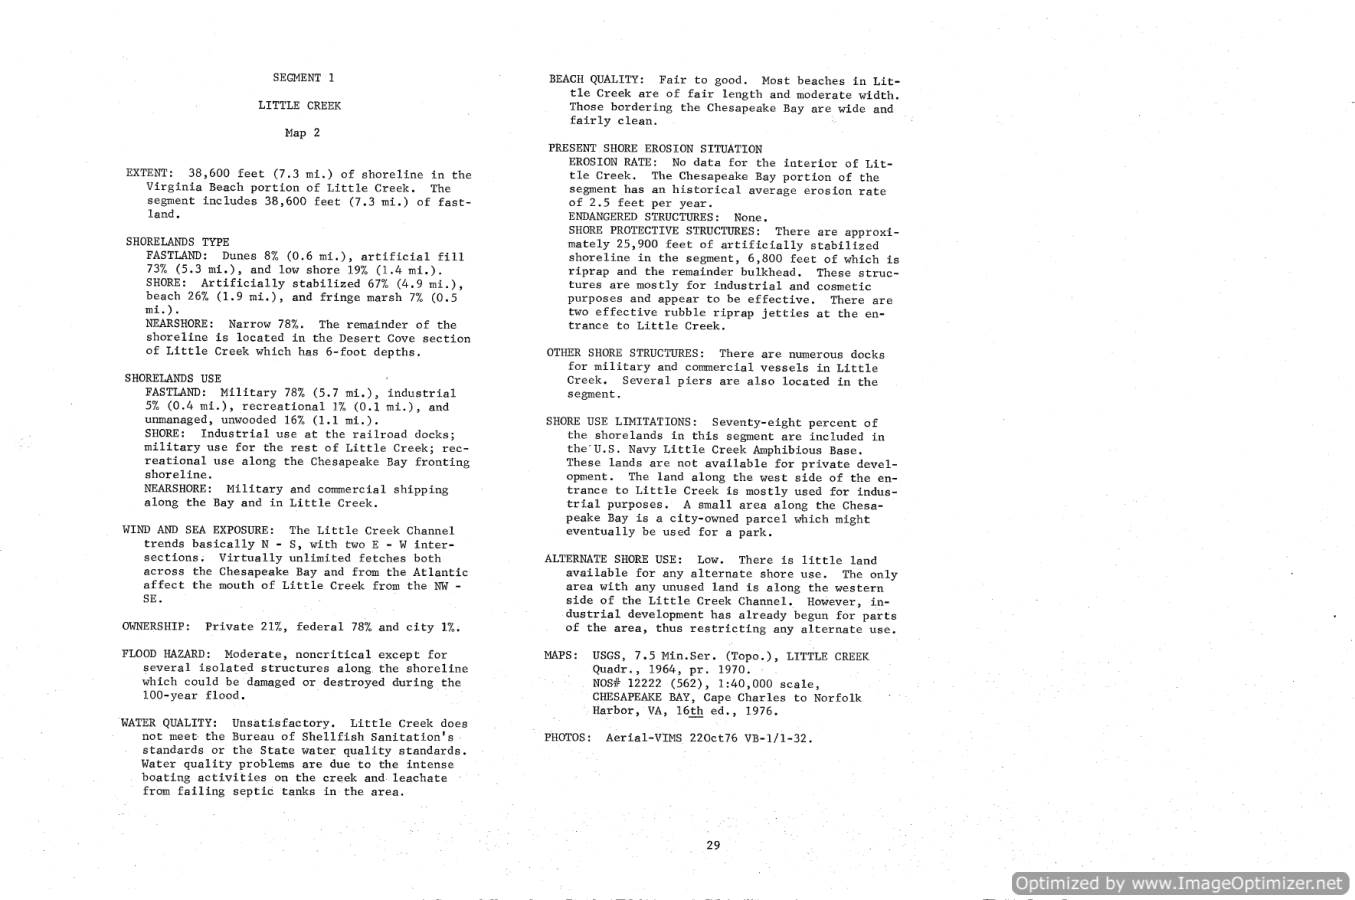 SEGMENT 1
LITTLE CREEK
Map 2
EXTENT: 38,600 feet (7.3 mi.) of shoreline in the
Virginia Beach portion of Little Creek. The
segment includes 38,600 feet (7.3 mi.) of fast-
land.
SHORELANDS TYPE
FASTLAND: Dunes 8% (0.6 mi.), artificial fill
73% (5.3 mi.), and low shore 19% (1.4 mi.).
SHORE: Artificially stabilized 67% (4.9 mi.),
beach 26% (1.9 mi.), and fringe marsh 7% (0.5
mi.).
NEARSHORE: Narrow 78%. The remainder of the
shoreline is located in the Desert Cove section
of Little Creek which has 6-foot depths.
SHORELANDS USE
FASTLAND: Military 78% (5.7 mi.), industrial
5% (0.4 mi.), recreational 1% (0.1 mi.), and
unmanaged, unwooded 16% (1.1 mi.).
SHORE: Industrial use at the railroad docks;
military use for the rest of Little Creek; rec-
reational use along the Chesapeake Bay fronting
shoreline.
NEARSHORE: Military and commercial shipping
along the Bay and in Little Creek.
WIND AND SEA EXPOSURE: The Little Creek Channel
trends basically N - S, with two E - W inter-
sections. Virtually unlimited fetches both
across the Chesapeake Bay and from the Atlantic
affect the mouth of Little Creek from the NW -
SE.
OWNERSHIP: Private 21%, federal 78% and city 1%.
FLOOD HAZARD: Moderate, noncritical except for
several isolated structures along the shoreline
which could be damaged or destroyed during the
100-year flood.
WATER QUALITY: Unsatisfactory. Little Creek does
not meet the Bureau of Shellfish Sanitation's
standards or the State water quality standards.
Water quality problems are due to the intense
boating activities on the creek and leachate
from failing septic tanks in the area.
BEACH QUALITY: Fair to good. Most beaches in Lit-
tle Creek are of fair length and moderate width.
Those bordering the Chesapeake Bay are wide and
fairly clean.
PRESENT SHORE EROSION SITUATION
EROSION RATE: No data for the interior of Lit-
tle Creek. The Chesapeake Bay portion of the
segment has an historical average erosion rate
of 2.5 feet per year.
ENDANGERED STRUCTURES: None.
SHORE PROTECTIVE STRUCTURES: There are approxi-
mately 25,900 feet of artificially stabilized
shoreline in the segment, 6,800 feet of which is
riprap and the remainder bulkhead. These struc-
tures are mostly for industrial and cosmetic
purposes and appear to be effective. There are
two effective rubble riprap jetties at the en-
trance to Little Creek.
OTHER SHORE STRUCTURES: There are numerous docks
for military and commercial vessels in Little
Creek. Several piers are also located in the
segment.
SHORE USE LIMITATIONS: Seventy-eight percent of
the shorelands in this segment are included in
the U.S. Navy Little Creek Amphibious Base.
These lands are not available for private devel-
opment. The land along the west side of the en-
trance to Little Creek is mostly used for indus-
trial purposes. A small area along the Chesa-
peake Bay is a city-owned parcel which might
eventually be used for a park.
ALTERNATE SHORE USE: Low. There is little land
available for any alternate shore use. The only
area with any unused land is along the western
side of the Little Creek Channel. However, in-
dustrial development has already begun for parts
of the area, thus restricting any alternate use.
MAPS: USGS, 7.5 Min.Ser. (Topo.), LITTLE CREEK
Quadr., 1964, pr. 1970.
NOS# 12222 (562), 1:40,000 scale,
CHESAPEAKE BAY, Cape Charles to Norfolk
Harbor, VA, 16th ed., 1976.
PHOTOS: Aerial-VIMS 22Oct76 VB-1/1-32.
29
Optimized by www.ImageOptimizer.net